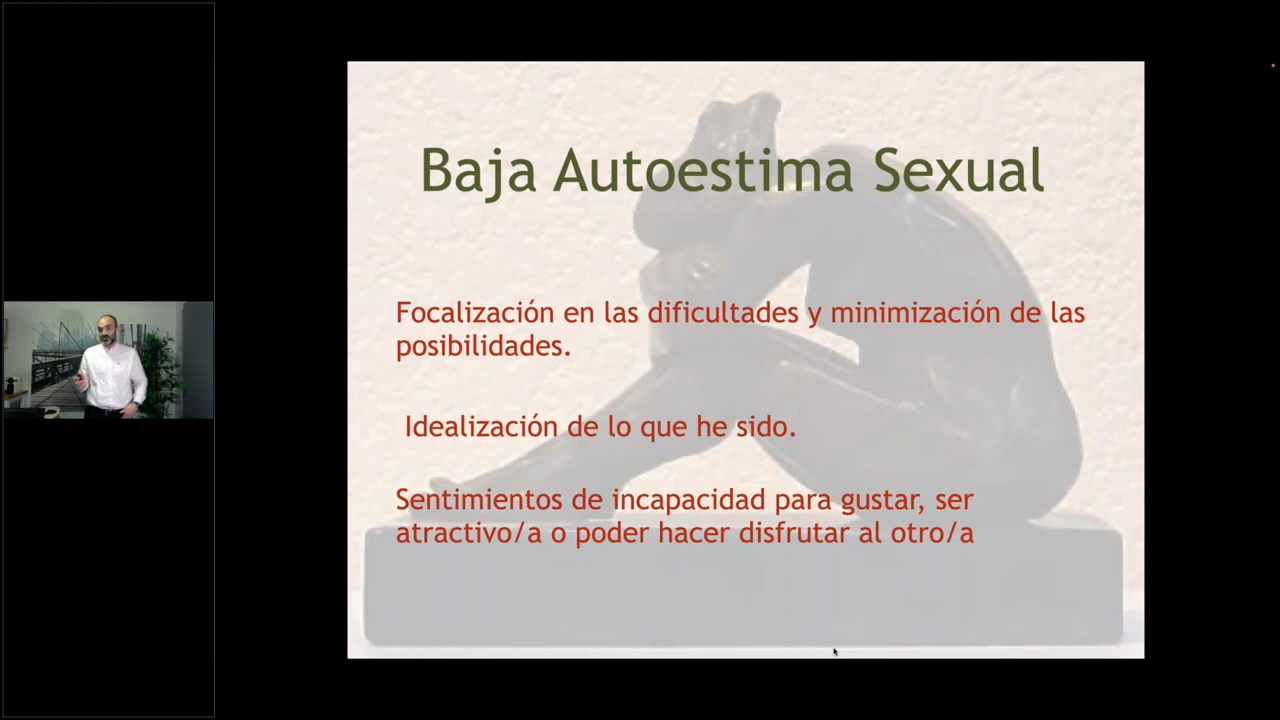 Baja Autoestima Sexual
Focalización en las dificultades y minimización de las
posibilidades.
Idealización de lo que he sido.
Sentimientos de incapacidad para gustar, ser
atractivo/a o poder hacer disfrutar al otro/a